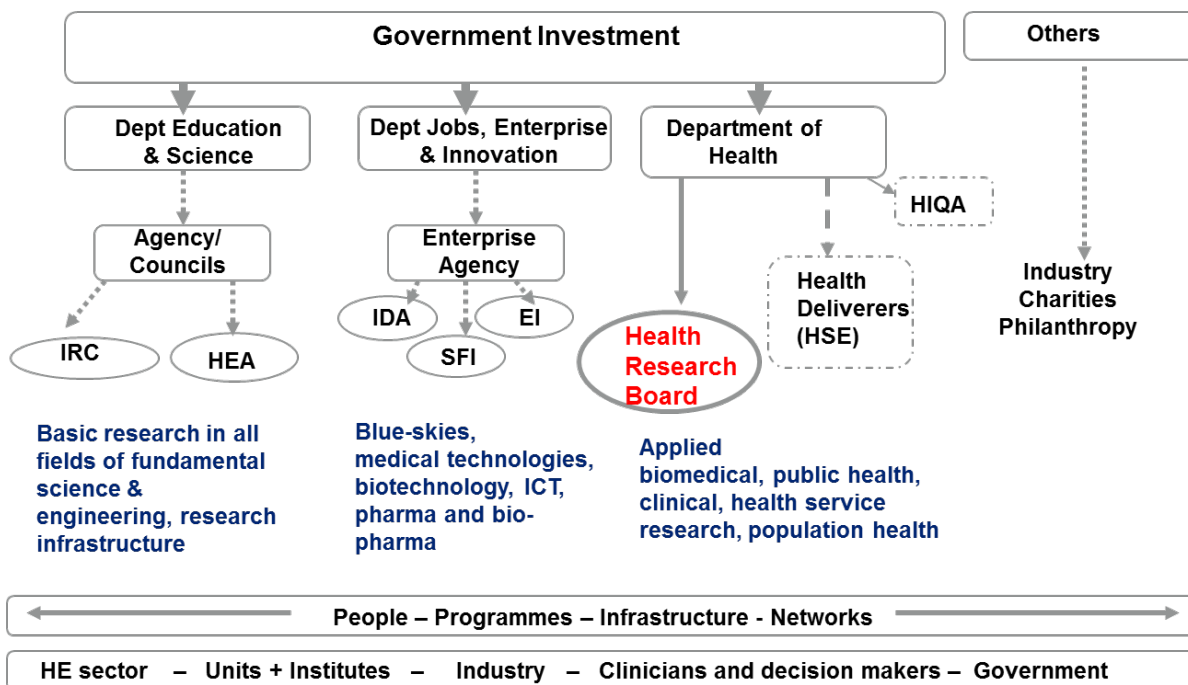 Government Investment
Others
Dept Education
& Science
Dept Jobs, Enterprise
& Innovation
Department of
Health
HIQA
Agency/
Councils
Enterprise
Agency
Health
Deliverers
(HSE)
Industry
Charities
Philanthropy
IRC
HEA
IDA
SFI
EI
Health
Research
Board
Basic research in all
fields of fundamental
science &
engineering, research
infrastructure
Blue-skies,
medical technologies,
biotechnology, ICT,
pharma and bio-
pharma
Applied
biomedical, public health,
clinical, health service
research, population health
People – Programmes – Infrastructure - Networks
HE sector – Units + Institutes – Industry – Clinicians and decision makers – Government